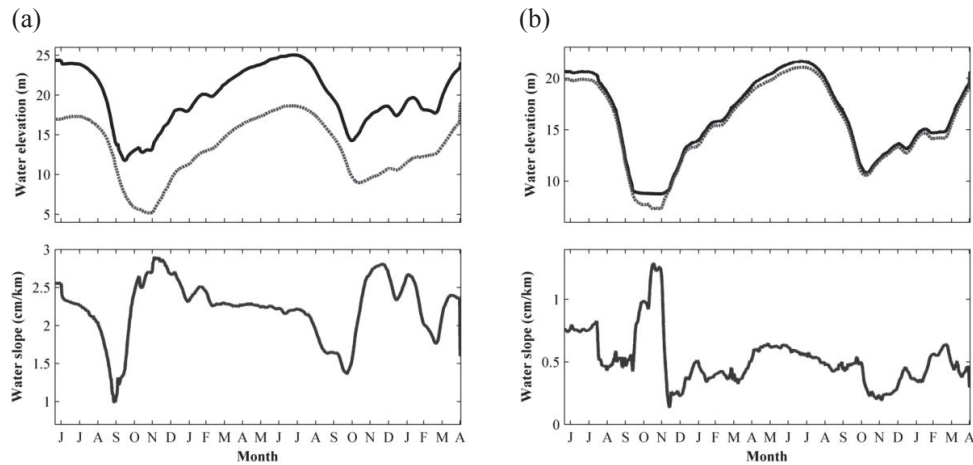 (a)
Water elevation (m)
25
20
15
10
5
Water slope (cm/km)
3
2.5
2
1.5
1
J J A S O N D J F M A M J J A S O N D J F M A
Month
(b)
Water elevation (m)
20
15
10
Water slope (cm/km)
1
0.5
0
J J A S O N D J F M A M J J A S O N D J F M A
Month